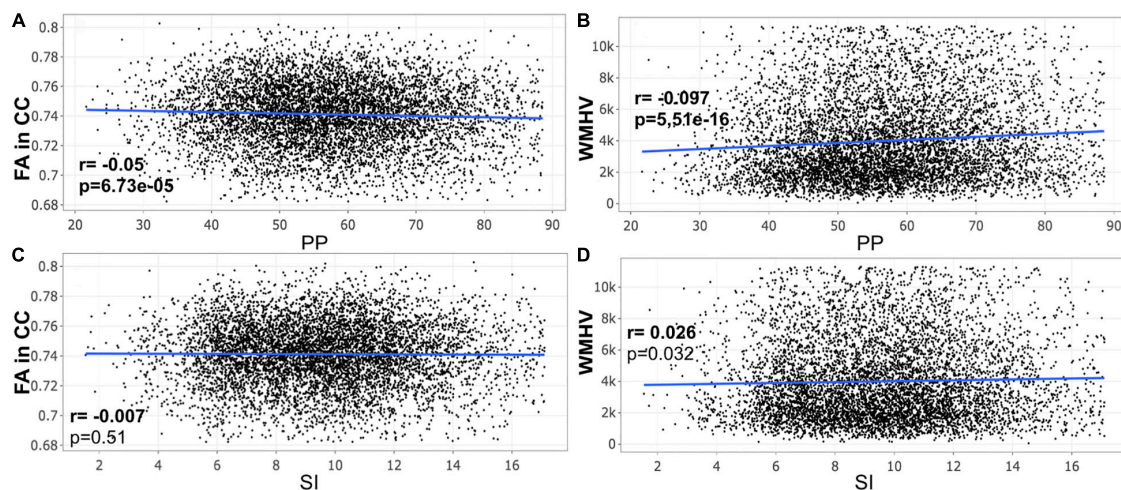 A
FA in CC
0.8
0.78
0.76
0.74
0.72
0.7
0.68
r= -0.05
p=6.73e-05
20 30 40 50 60 70 80 90
PP
B
WMHV
10k
8k
6k
4k
2k
0
r= -0.097
p=5,51e-16
20 30 40 50 60 70 80 90
PP
C
FA in CC
0.8
0.78
0.76
0.74
0.72
0.7
0.68
r= -0.007
p=0.51
2 4 6 8 10 12 14 16
SI
D
WMHV
10k
8k
6k
4k
2k
0
r= 0.026
p=0.032
2 4 6 8 10 12 14 16
SI